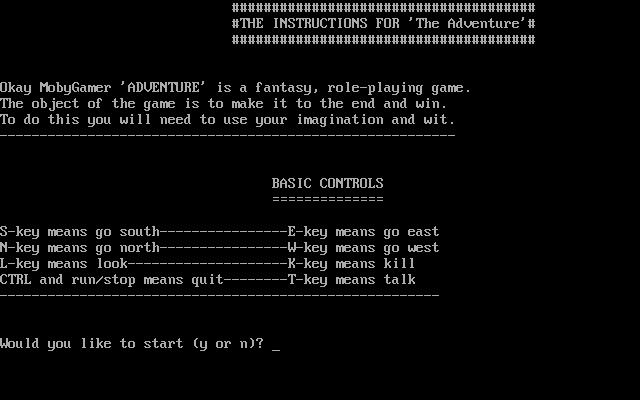 ######################################
#THE INSTRUCTIONS FOR 'The Adventure'#
######################################
Okay MobyGamer 'ADVENTURE' is a fantasy, role-playing game.
The object of the game is to make it to the end and win.
To do this you will need to use your imagination and wit.
---------------------------------------------------------
BASIC CONTROLS
==============
S-key means go south----------------E-key means go east
N-key means go north----------------W-key means go west
L-key means look--------------------K-key means kill
CTRL and run/stop means quit--------T-key means talk
-------------------------------------------------------
Would you like to start (y or n)? _